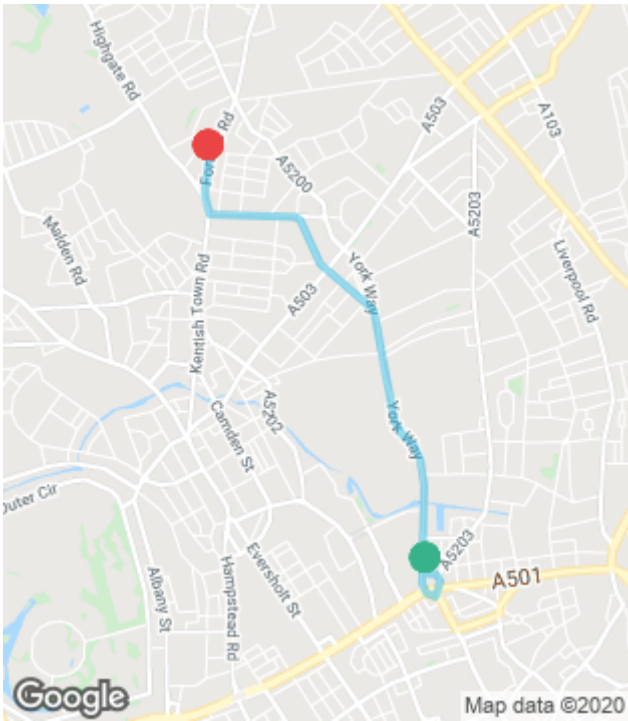 Highgate Rd
A503
A103
Rd
For
A5200
A5203
Malden Rd
York Way
Liverpool Rd
Kentish Town Rd
A503
A5202
Camden St
York Way
Outer Cir
A5203
A501
Albany St
Hampstead Rd
Eversholt St
Google
Map data ©2020